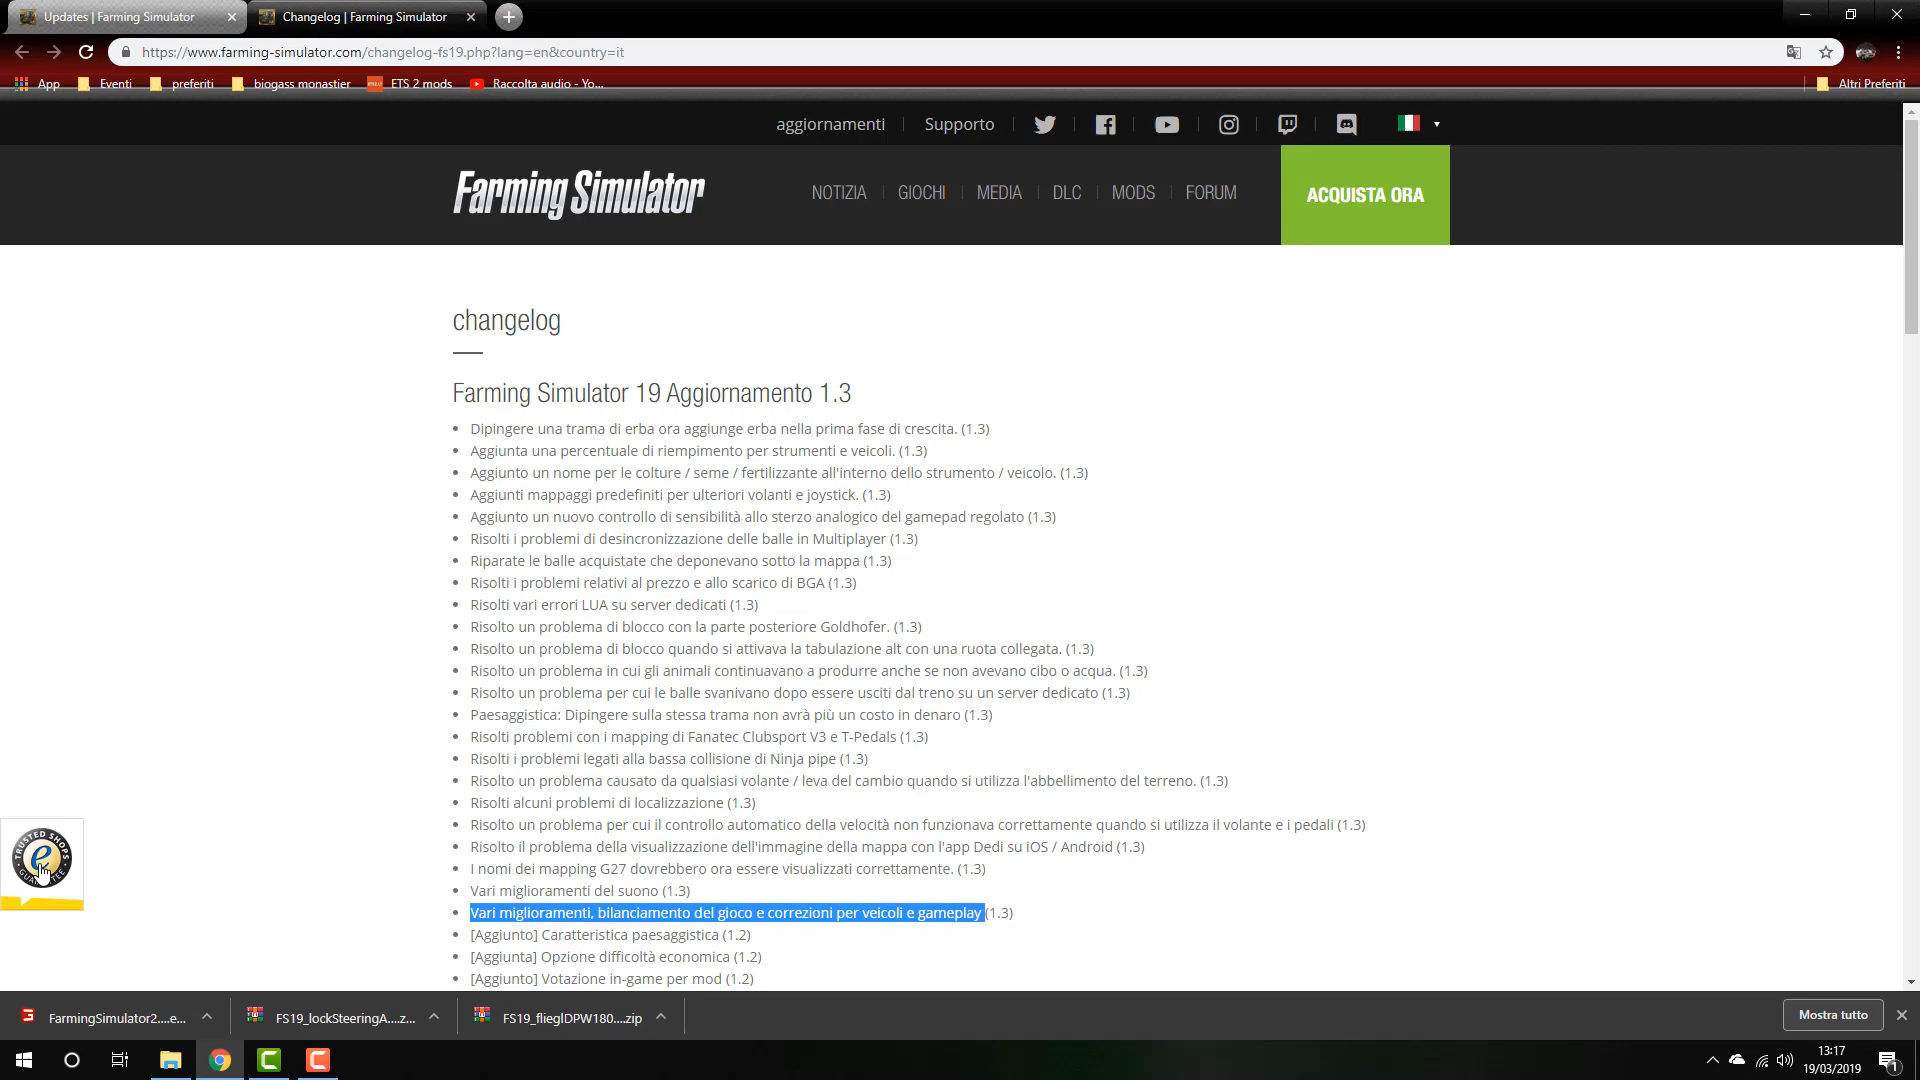 Updates | Farming Simulator
Changelog | Farming Simulator
https://www.farming-simulator.com/changelog-fs19.php?lang=en&country=it
App
Eventi
preferiti
biogass monastier
ETS 2 mods
Raccolta audio - Yo...
Altri Preferiti
aggiornamenti
Supporto
Farming Simulator
NOTIZIA
GIOCHI
MEDIA
DLC
MODS
FORUM
ACQUISTA ORA
changelog
Farming Simulator 19 Aggiornamento 1.3
• Dipingere una trama di erba ora aggiunge erba nella prima fase di crescita. (1.3)
• Aggiunta una percentuale di riempimento per strumenti e veicoli. (1.3)
• Aggiunto un nome per le colture / seme / fertilizzante all'interno dello strumento / veicolo. (1.3)
• Aggiunti mappaggi predefiniti per ulteriori volanti e joystick. (1.3)
• Aggiunto un nuovo controllo di sensibilità allo sterzo analogico del gamepad regolato (1.3)
• Risolti i problemi di desincronizzazione delle balle in Multiplayer (1.3)
• Riparate le balle acquistate che deponevano sotto la mappa (1.3)
• Risolti i problemi relativi al prezzo e allo scarico di BGA (1.3)
• Risolti vari errori LUA su server dedicati (1.3)
• Risolto un problema di blocco con la parte posteriore Goldhofer. (1.3)
• Risolto un problema di blocco quando si attivava la tabulazione alt con una ruota collegata. (1.3)
• Risolto un problema in cui gli animali continuavano a produrre anche se non avevano cibo o acqua. (1.3)
• Risolto un problema per cui le balle svanivano dopo essere usciti dal treno su un server dedicato (1.3)
• Paesaggistica: Dipingere sulla stessa trama non avrà più un costo in denaro (1.3)
• Risolti problemi con i mapping di Fanatec Clubsport V3 e T-Pedals (1.3)
• Risolti i problemi legati alla bassa collisione di Ninja pipe (1.3)
• Risolto un problema causato da qualsiasi volante / leva del cambio quando si utilizza l'abbellimento del terreno. (1.3)
• Risolti alcuni problemi di localizzazione (1.3)
• Risolto un problema per cui il controllo automatico della velocità non funzionava correttamente quando si utilizza il volante e i pedali (1.3)
• Risolto il problema della visualizzazione dell'immagine della mappa con l'app Dedi su iOS / Android (1.3)
• I nomi dei mapping G27 dovrebbero ora essere visualizzati correttamente. (1.3)
• Vari miglioramenti del suono (1.3)
• Vari miglioramenti, bilanciamento del gioco e correzioni per veicoli e gameplay (1.3)
• [Aggiunto] Caratteristica paesaggistica (1.2)
• [Aggiunta] Opzione difficoltà economica (1.2)
• [Aggiunto] Votazione in-game per mod (1.2)
TRUSTED SHOPS
e
FarmingSimulator2....e...
FS19_lockSteeringA....z...
FS19_flieglDPW180....zip
Mostra tutto
13:17
19/03/2019
1